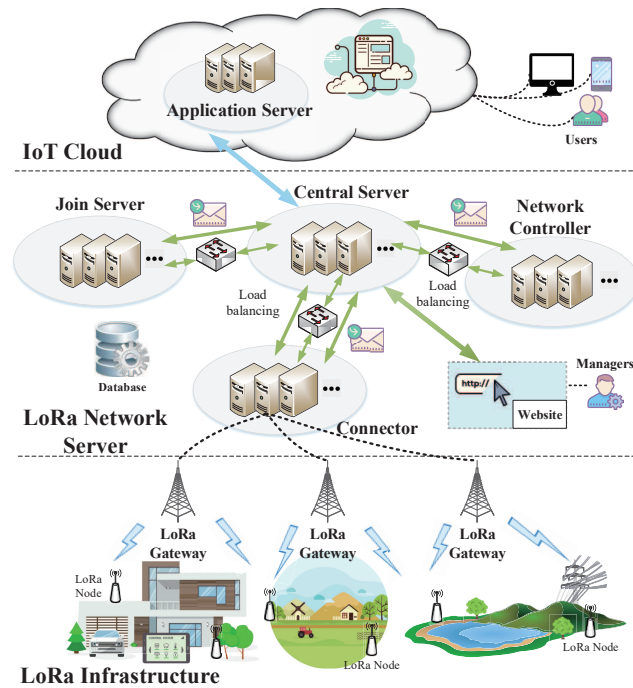 Application Server
Users
IoT Cloud
Join Server
Central Server
Network
Controller
...
...
...
Load
balancing
Load
balancing
Database
...
http://
Website
Managers
LoRa Network
Server
Connector
LoRa
Gateway
LoRa
Gateway
LoRa
Gateway
LoRa
Node
LoRa Node
LoRa Node
LoRa Infrastructure